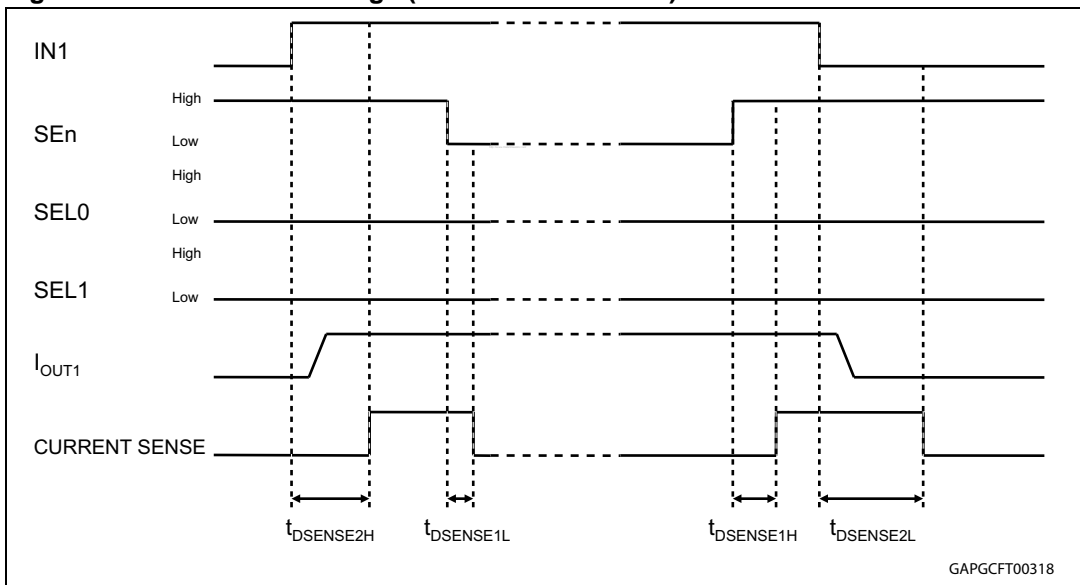 IN1
High
SEn
Low
High
SEL0
Low
High
SEL1
Low
IOUT1
CURRENT SENSE
tDSENSE2H
tDSENSE1L
tDSENSE1H
tDSENSE2L
GAPGCFT00318